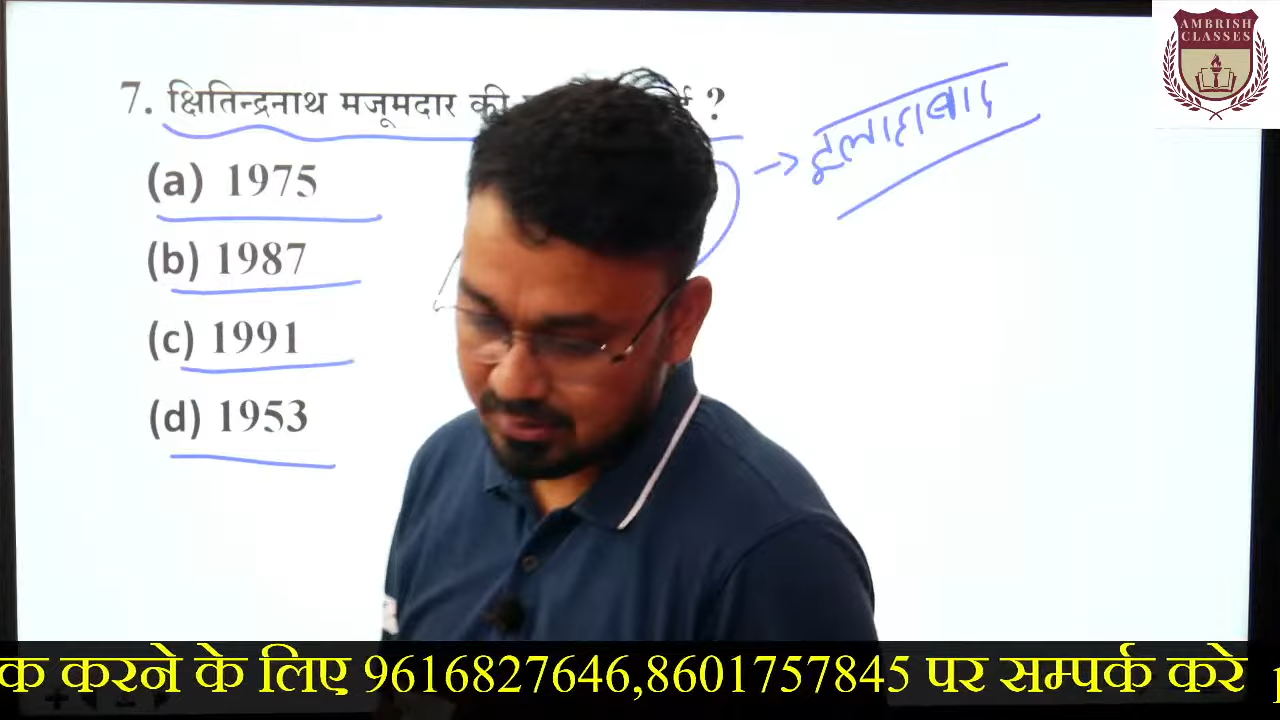 AMBRISH
CLASSES
7. क्षितिन्द्रनाथ मजूमदार की ?
इलाहाबाद
(a) 1975
(b) 1987
(c) 1991
(d) 1953
क करने के लिए 9616827646,8601757845 पर सम्पर्क करे